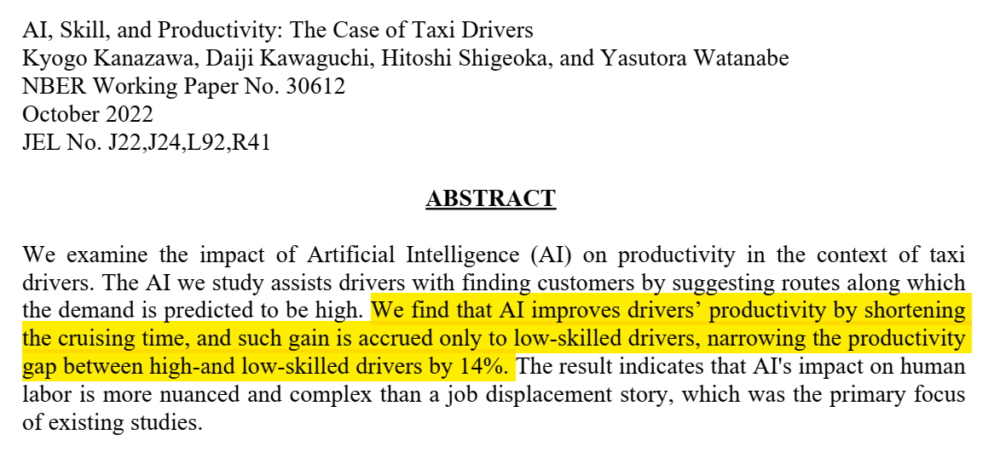 AI, Skill, and Productivity: The Case of Taxi Drivers
Kyogo Kanazawa, Daiji Kawaguchi, Hitoshi Shigeoka, and Yasutora Watanabe
NBER Working Paper No. 30612
October 2022
JEL No. J22,J24,L92,R41
ABSTRACT
We examine the impact of Artificial Intelligence (AI) on productivity in the context of taxi
drivers. The AI we study assists drivers with finding customers by suggesting routes along which
the demand is predicted to be high. We find that AI improves drivers’ productivity by shortening
the cruising time, and such gain is accrued only to low-skilled drivers, narrowing the productivity
gap between high-and low-skilled drivers by 14%. The result indicates that AI's impact on human
labor is more nuanced and complex than a job displacement story, which was the primary focus
of existing studies.